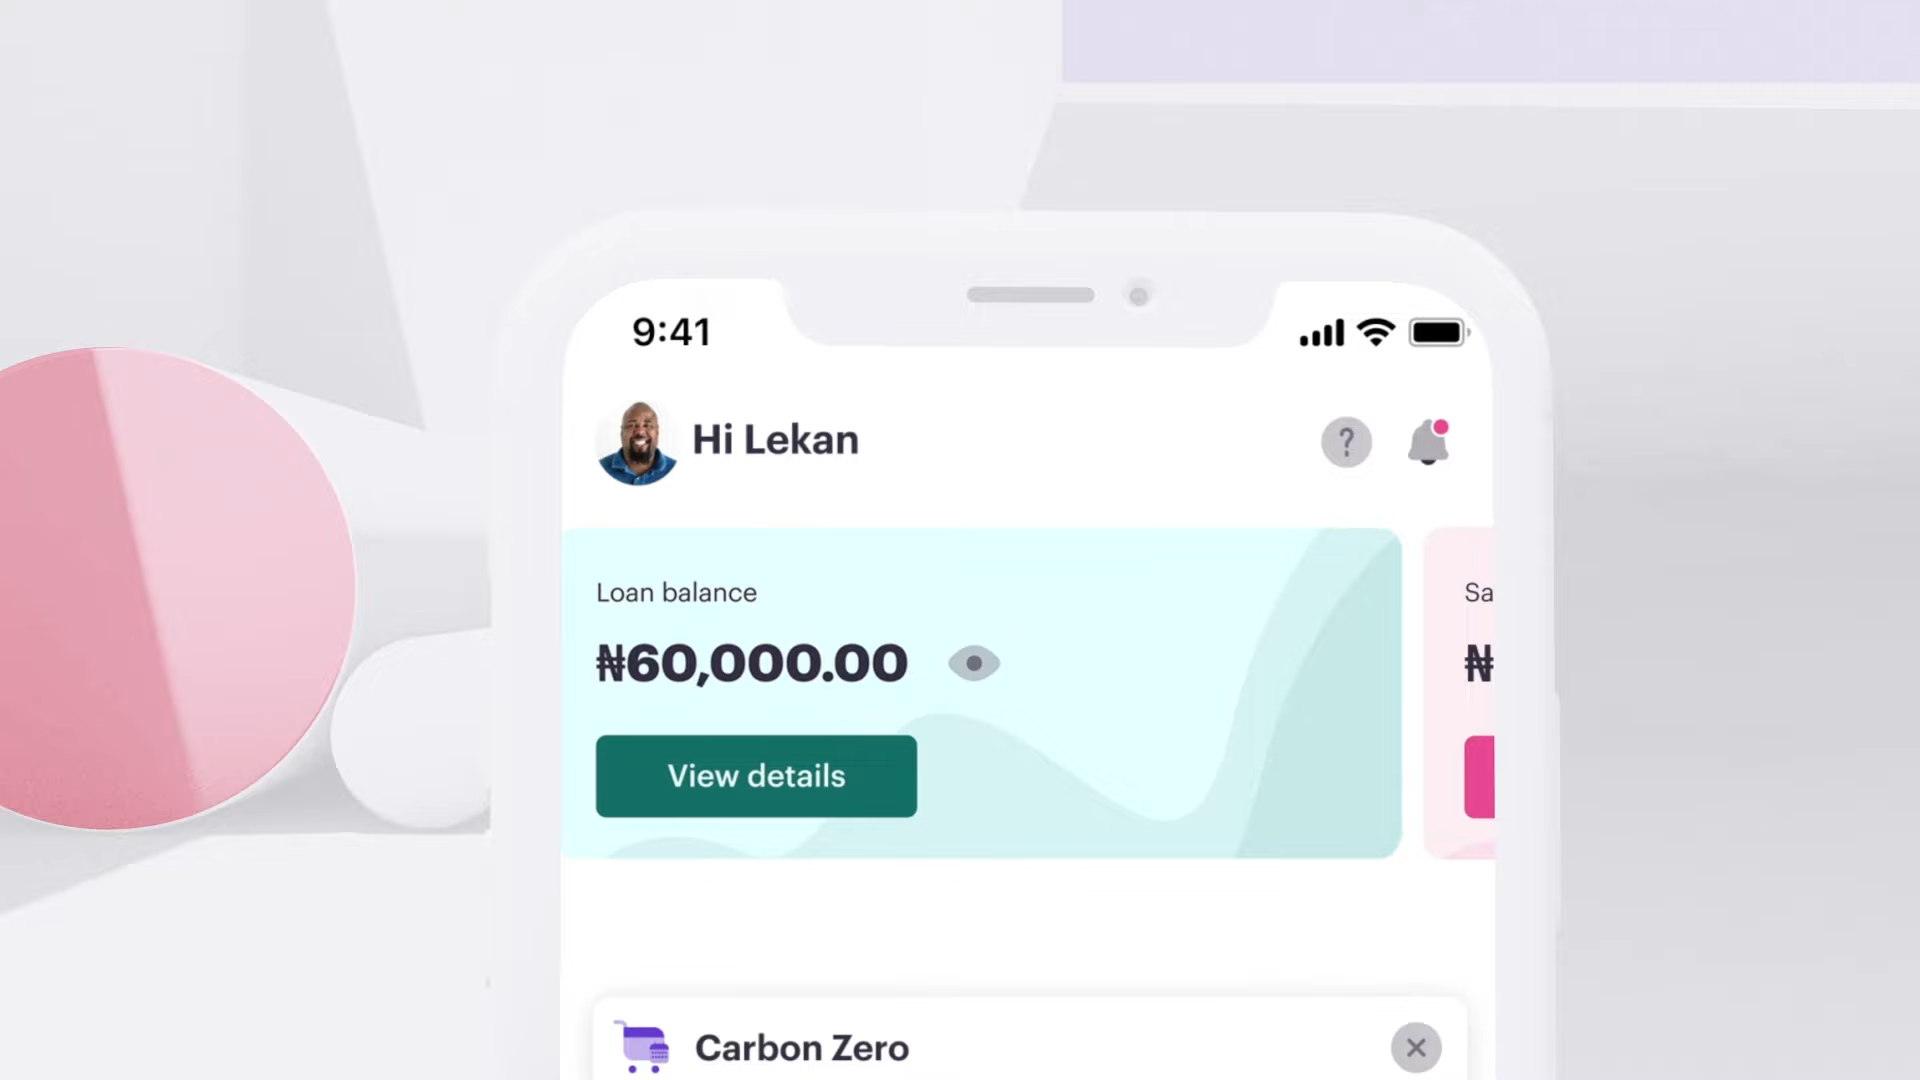 9:41
Hi Lekan
?
Loan balance
Sa
₦60,000.00
₦
View details
Carbon Zero